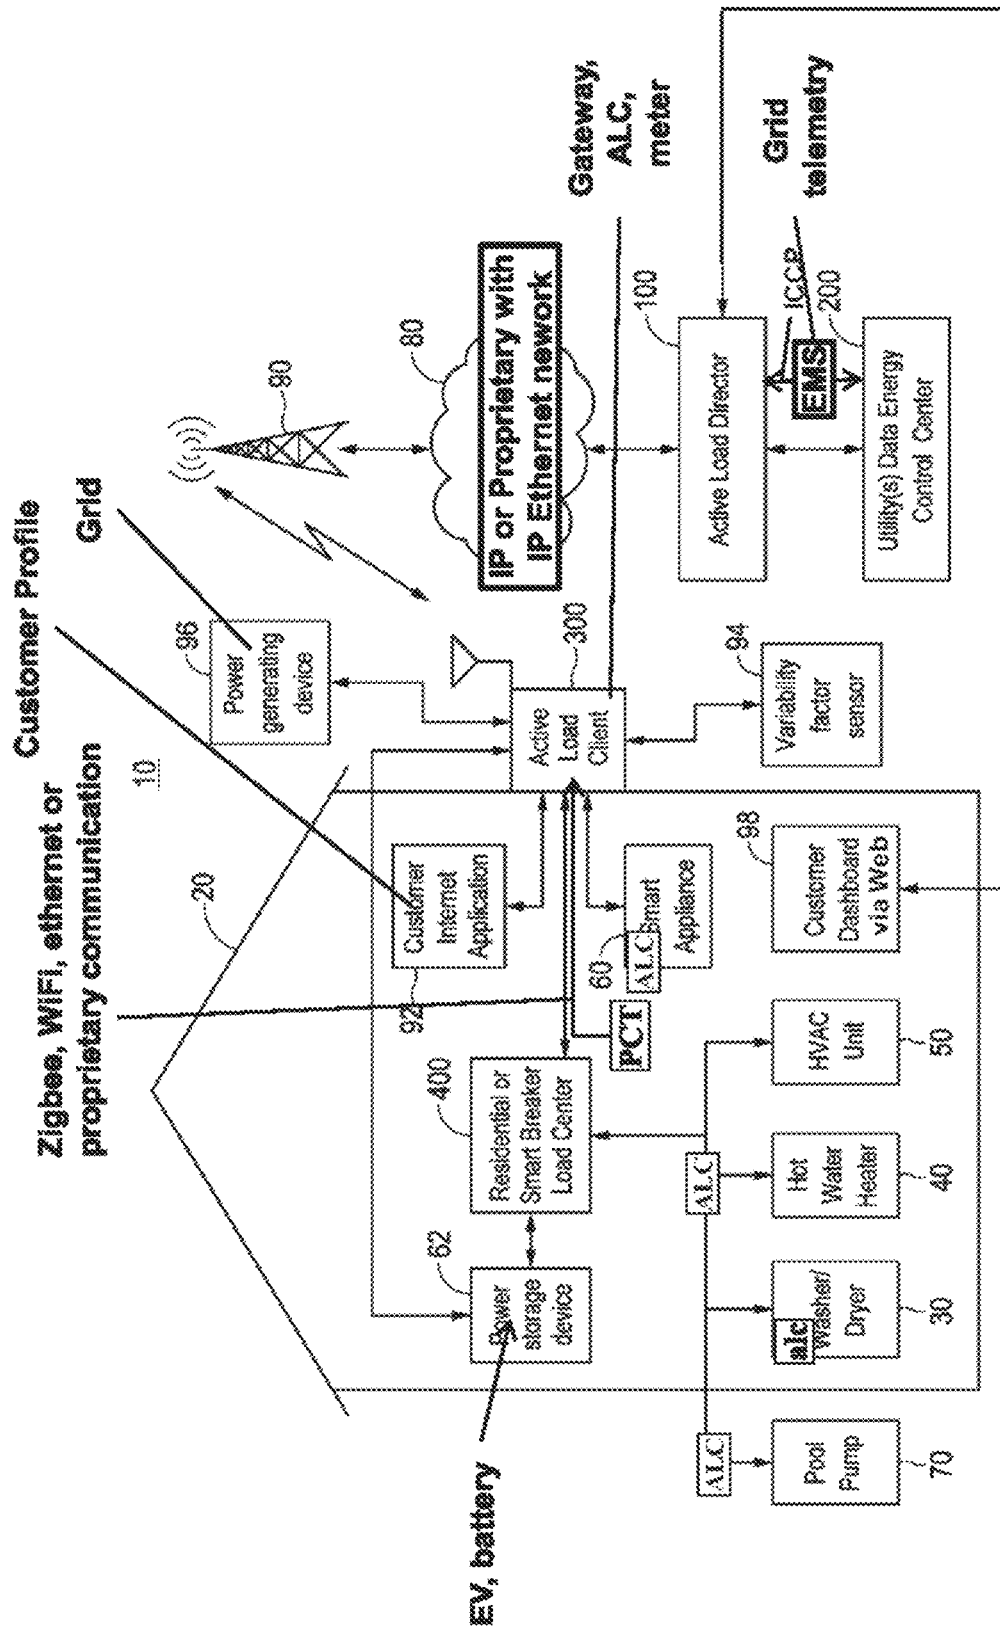 Zigbee, WiFi, ethernet or
proprietary communication
Customer Profile
Grid
10
20
90
96
Power
generating
device
80
IP or Proprietary with
IP Ethernet nework
Gateway,
ALC,
meter
Grid
telemetry
EV, battery
62
Power
storage
device
400
Residential or
Smart Breaker
Load Center
92
Customer
Internet
Application
300
Active
Load
Client
100
Active Load Director
ICCP
EMS
200
Utility(s) Data Energy
Control Center
PCT
60
ALC
Smart
Appliance
94
Variability
factor
sensor
98
Customer
Dashboard
via Web
ALC
ALC
Pool
Pump
70
alc
Washer/
Dryer
30
Hot
Water
Heater
40
HVAC
Unit
50